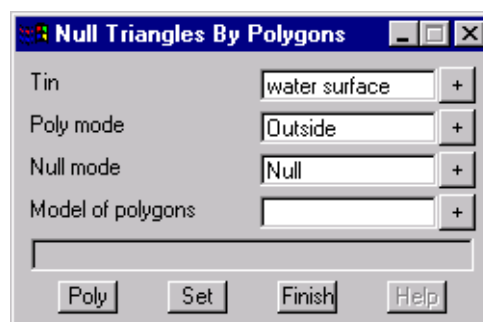 Null Triangles By Polygons
Tin water surface +
Poly mode Outside +
Null mode Null +
Model of polygons +
Poly Set Finish Help